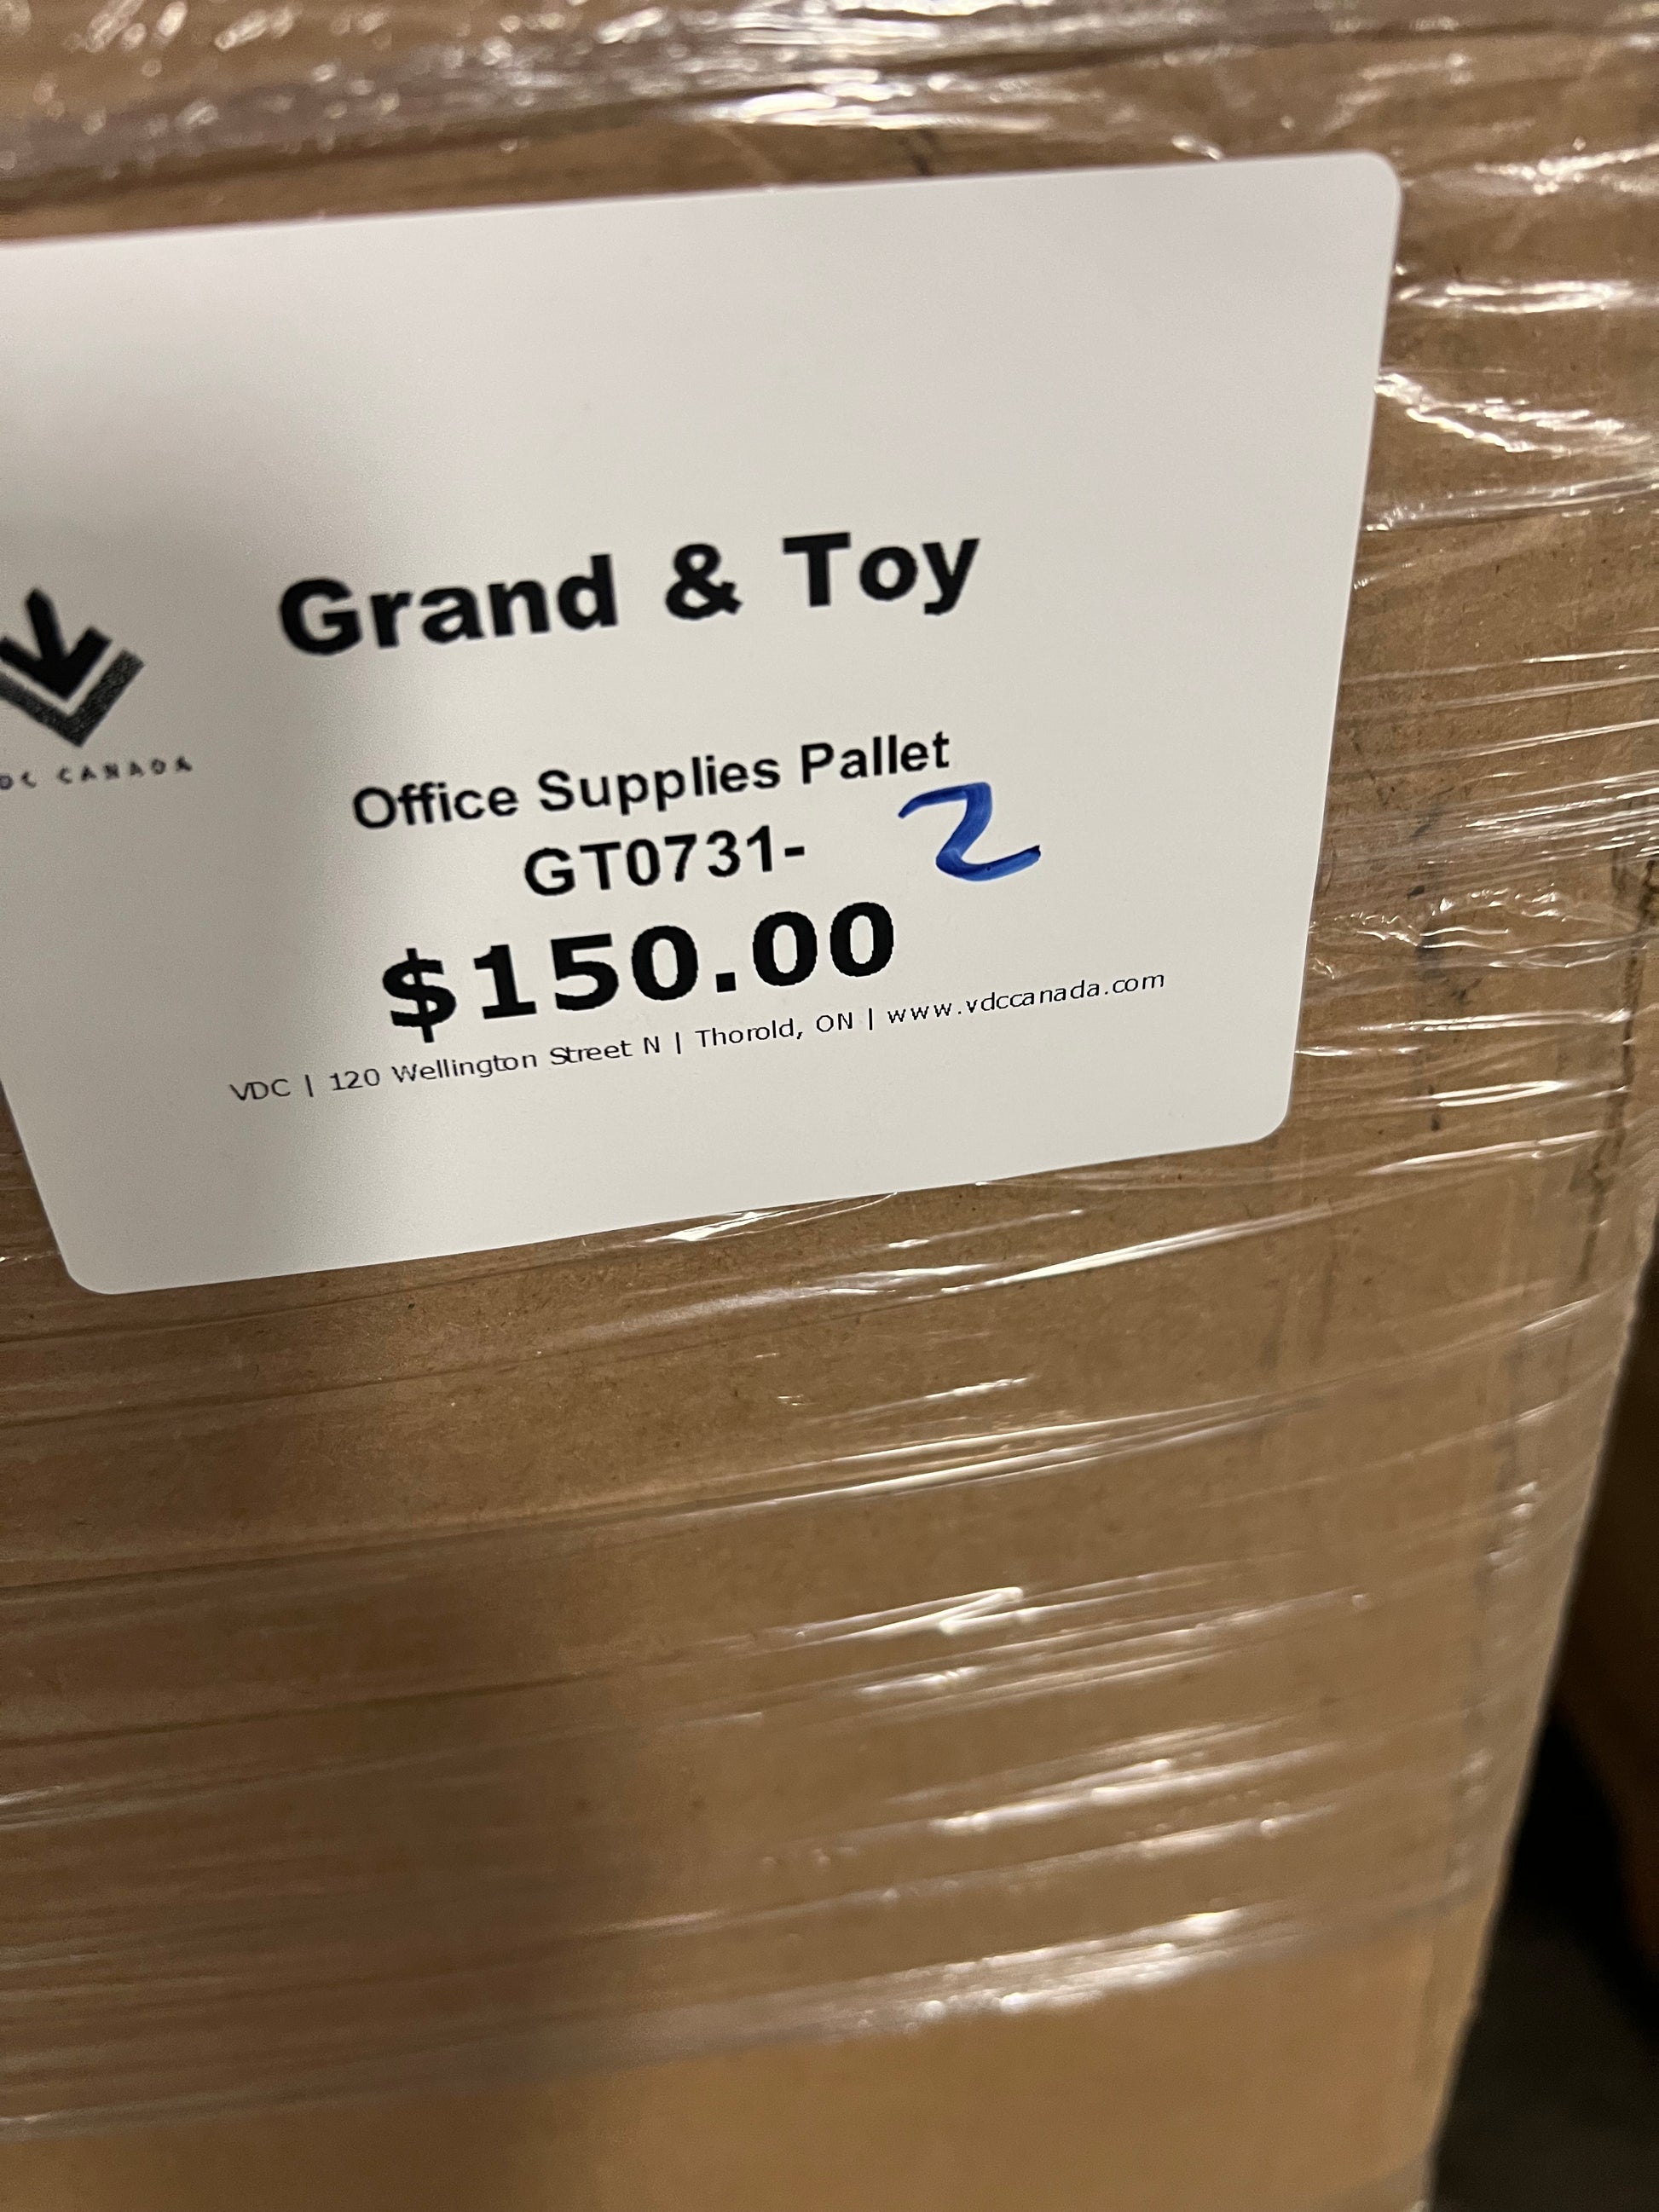 Grand & Toy
DC CANADA
Office Supplies Pallet
GT0731- 2
$150.00
VDC | 120 Wellington Street N | Thorold, ON | www.vdccanada.com